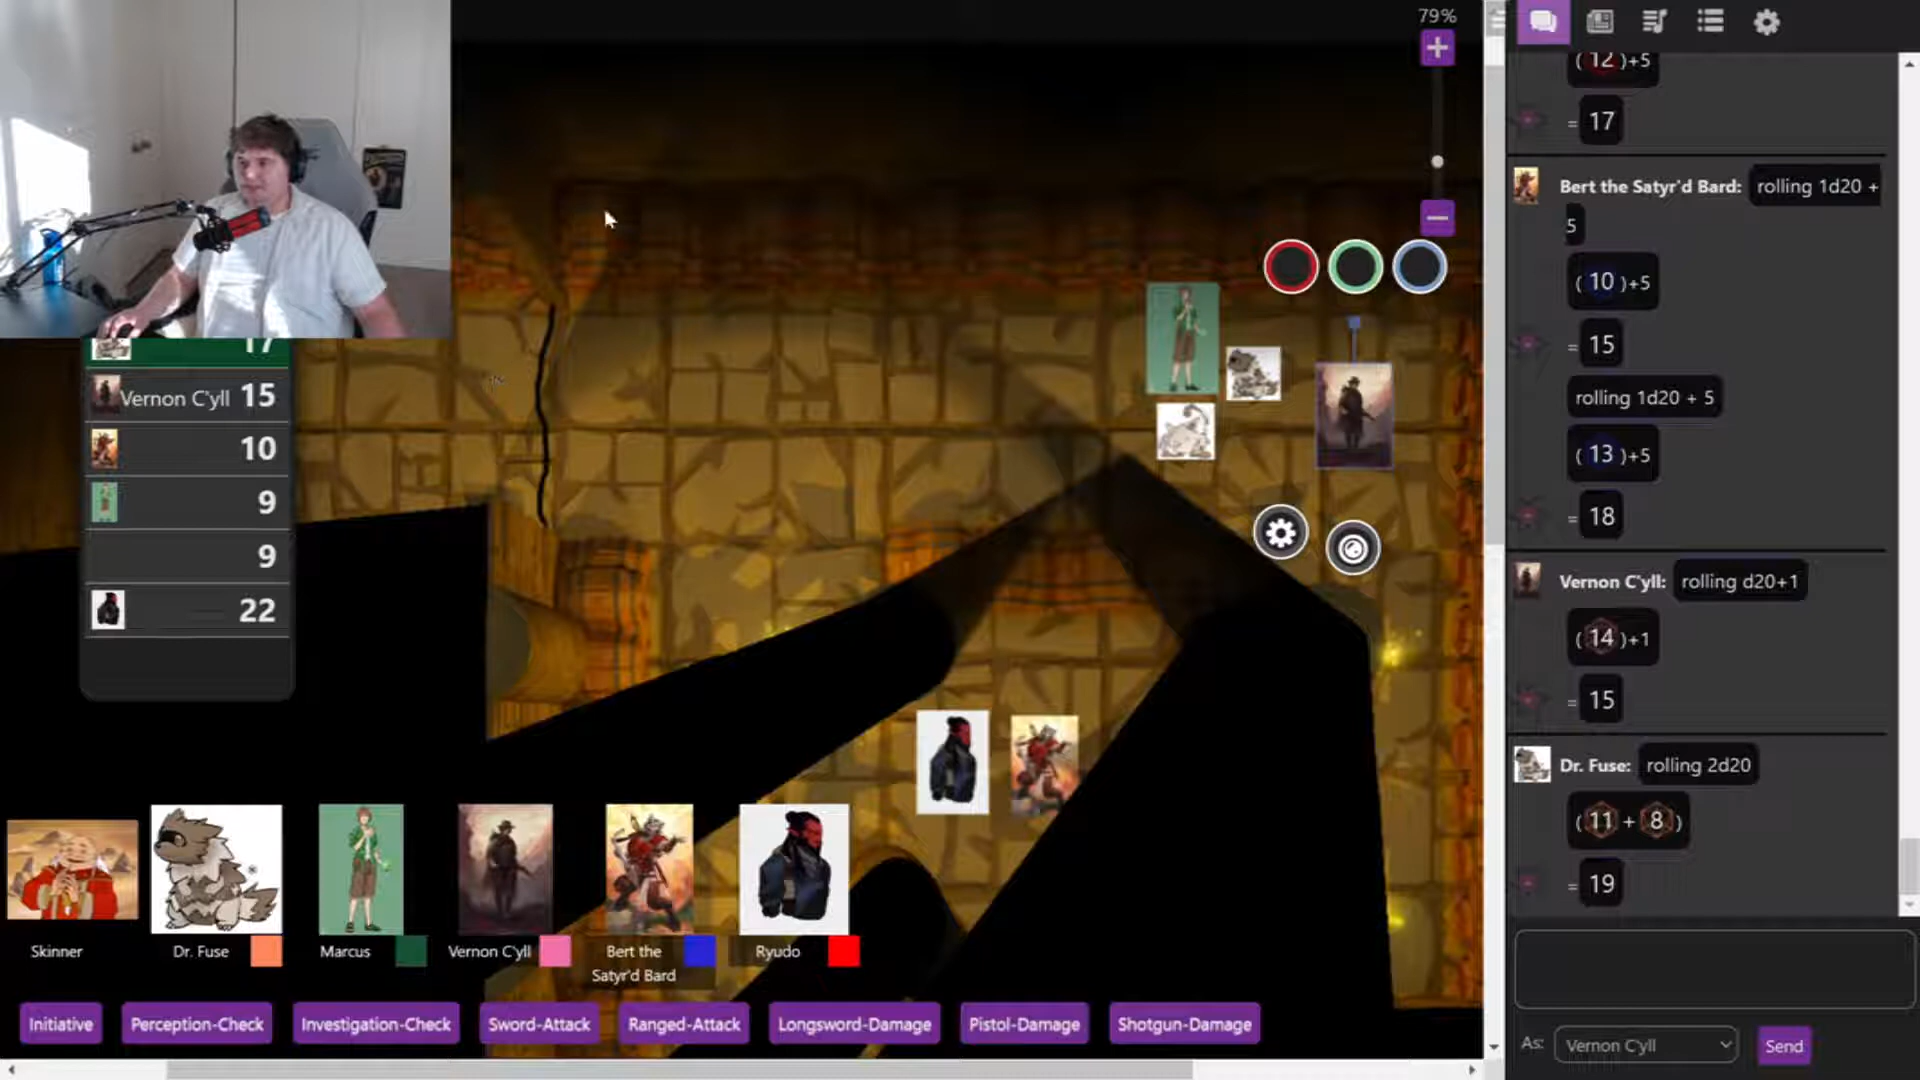 79%
( 12 )+5
= 17
Bert the Satyr'd Bard: rolling 1d20 +
5
( 10 )+5
= 15
rolling 1d20 + 5
( 13 )+5
= 18
Vernon C'yll: rolling d20+1
( 14 )+1
= 15
Dr. Fuse: rolling 2d20
( 11 + 8 )
= 19
As: Vernon C'yll
Send
17
Vernon C'yll 15
10
9
9
22
Skinner
Dr. Fuse
Marcus
Vernon C'yll
Bert the
Satyr'd Bard
Ryudo
Initiative
Perception-Check
Investigation-Check
Sword-Attack
Ranged-Attack
Longsword-Damage
Pistol-Damage
Shotgun-Damage